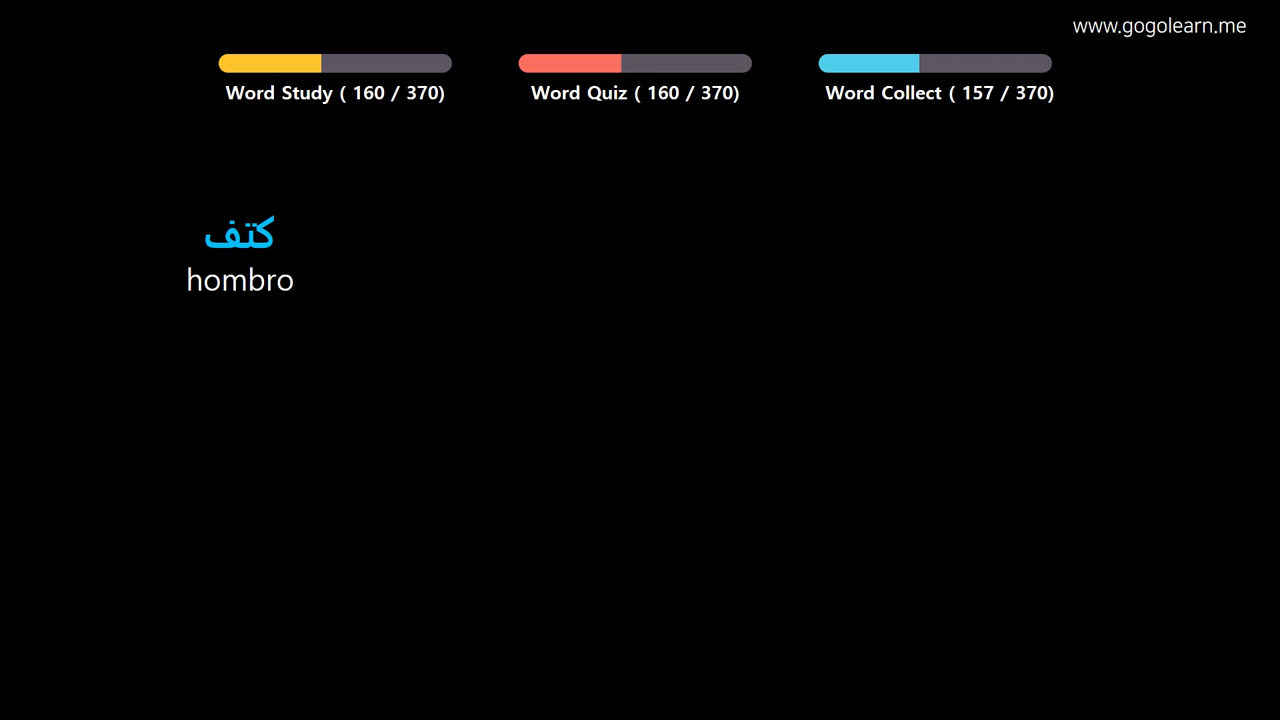 www.gogolearn.me
Word Study ( 160 / 370)
Word Quiz ( 160 / 370)
Word Collect ( 157 / 370)
كتف
hombro